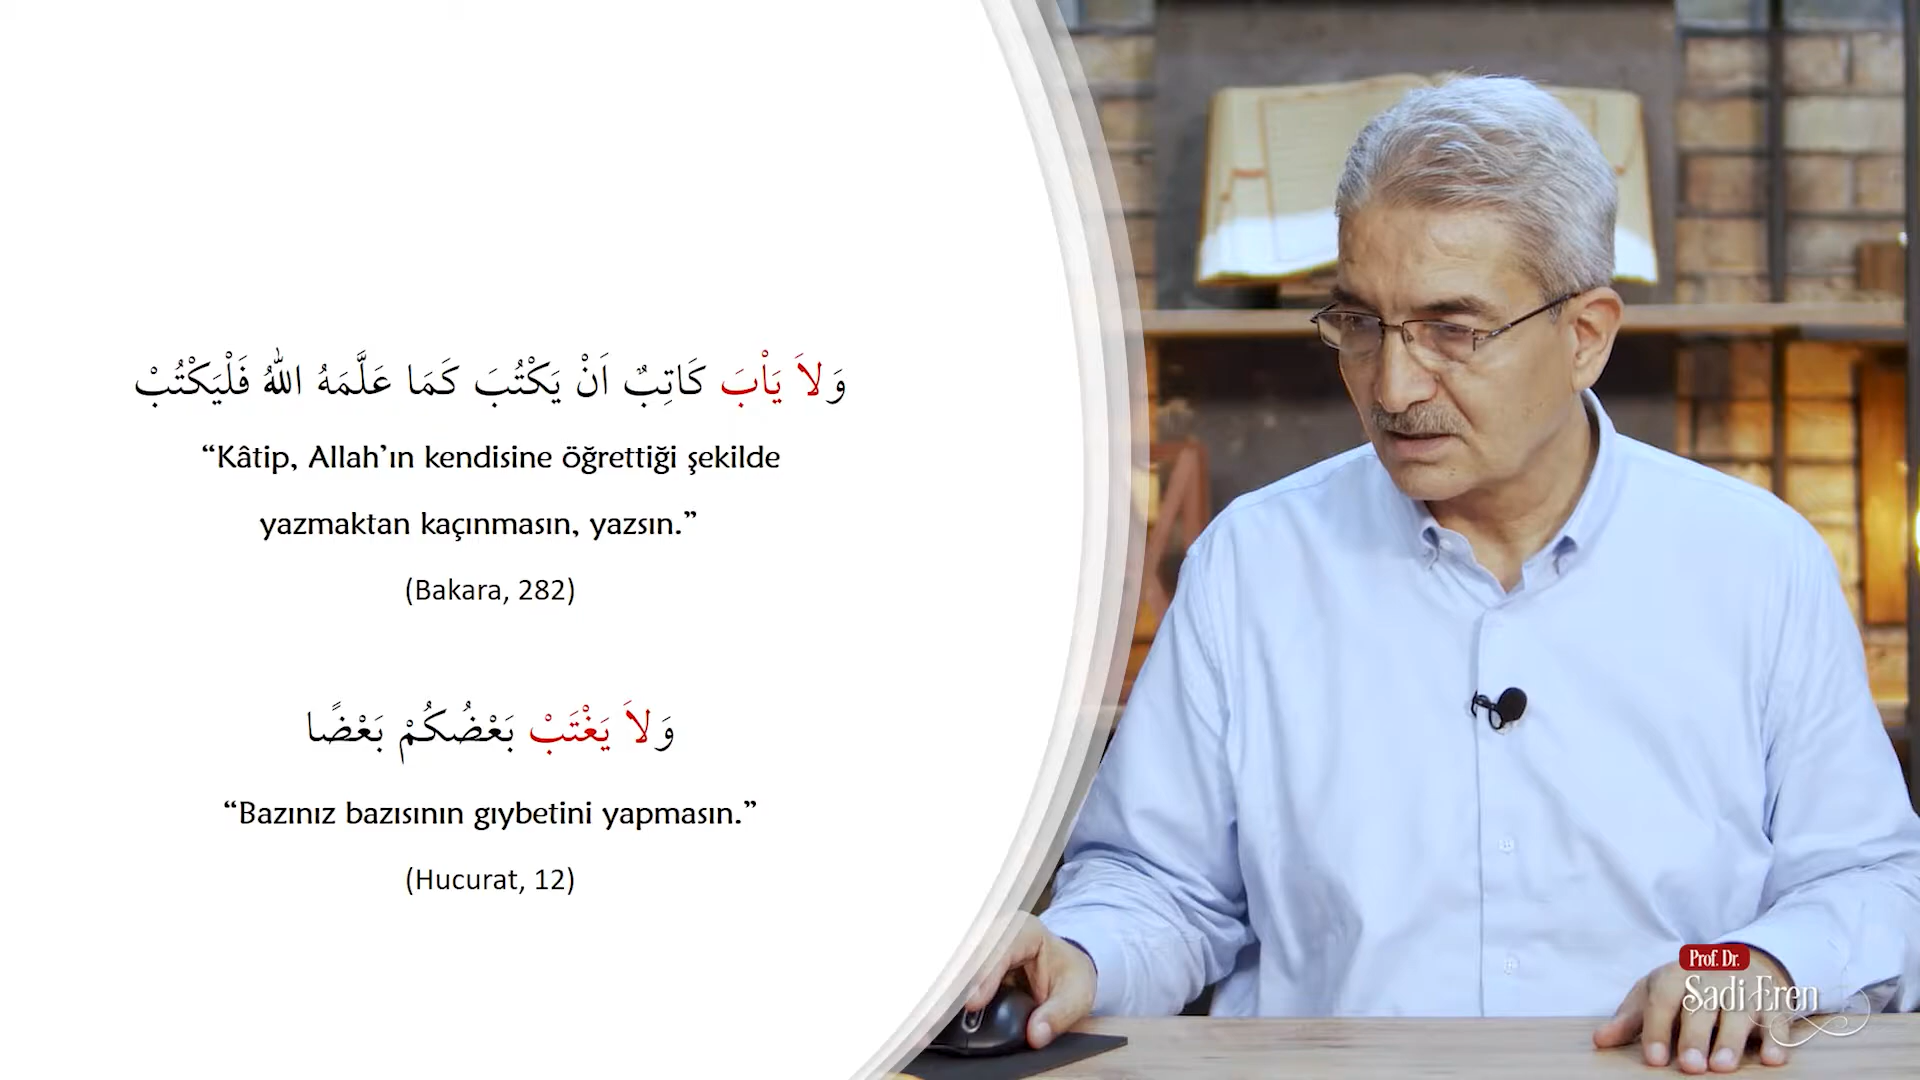 وَلاَ يَاْبَ كَاتِبٌ اَنْ يَكْتُبَ كَمَا عَلَّمَهُ اللّٰهُ فَلْيَكْتُبْ
“Kâtip, Allah’ın kendisine öğrettiği şekilde
yazmaktan kaçınmasın, yazsın.”
(Bakara, 282)
وَلاَ يَغْتَبْ بَعْضُكُمْ بَعْضًا
“Bazınız bazısının gıybetini yapmasın.”
(Hucurat, 12)
Prof. Dr.
Şadi Eren